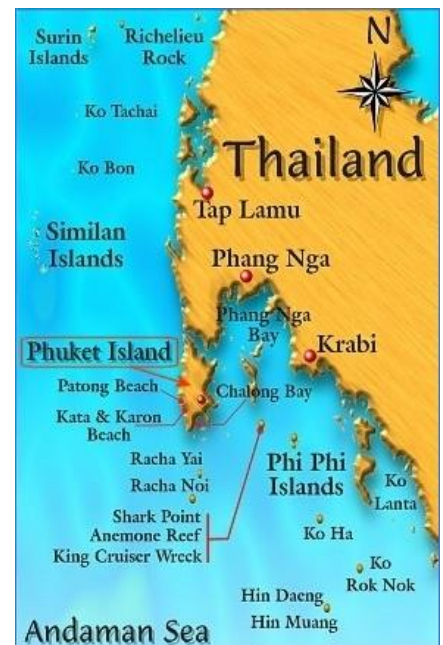 Surin
Islands
Richelieu
Rock
N
Ko Tachai
Thailand
Ko Bon
Tap Lamu
Similan
Islands
Phang Nga
Phang Nga
Bay
Krabi
Phuket Island
Patong Beach
Chalong Bay
Kata & Karon
Beach
Racha Yai
Racha Noi
Phi Phi
Islands
Ko
Lanta
Shark Point
Anemone Reef
King Cruiser Wreck
Ko Ha
Ko
Rok Nok
Hin Daeng
Hin Muang
Andaman Sea